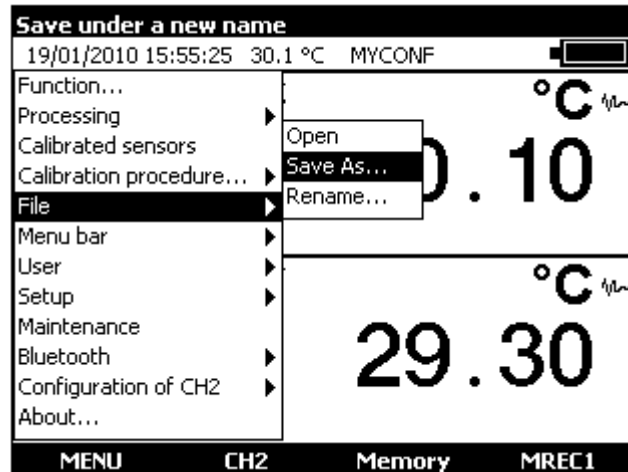 Save under a new name
19/01/2010 15:55:25 30.1 °C MYCONF
Function...
Processing
Calibrated sensors
Calibration procedure...
File
Menu bar
User
Setup
Maintenance
Bluetooth
Configuration of CH2
About...
Open
Save As...
Rename...
°C
.10
°C
29.30
MENU CH2 Memory MREC1